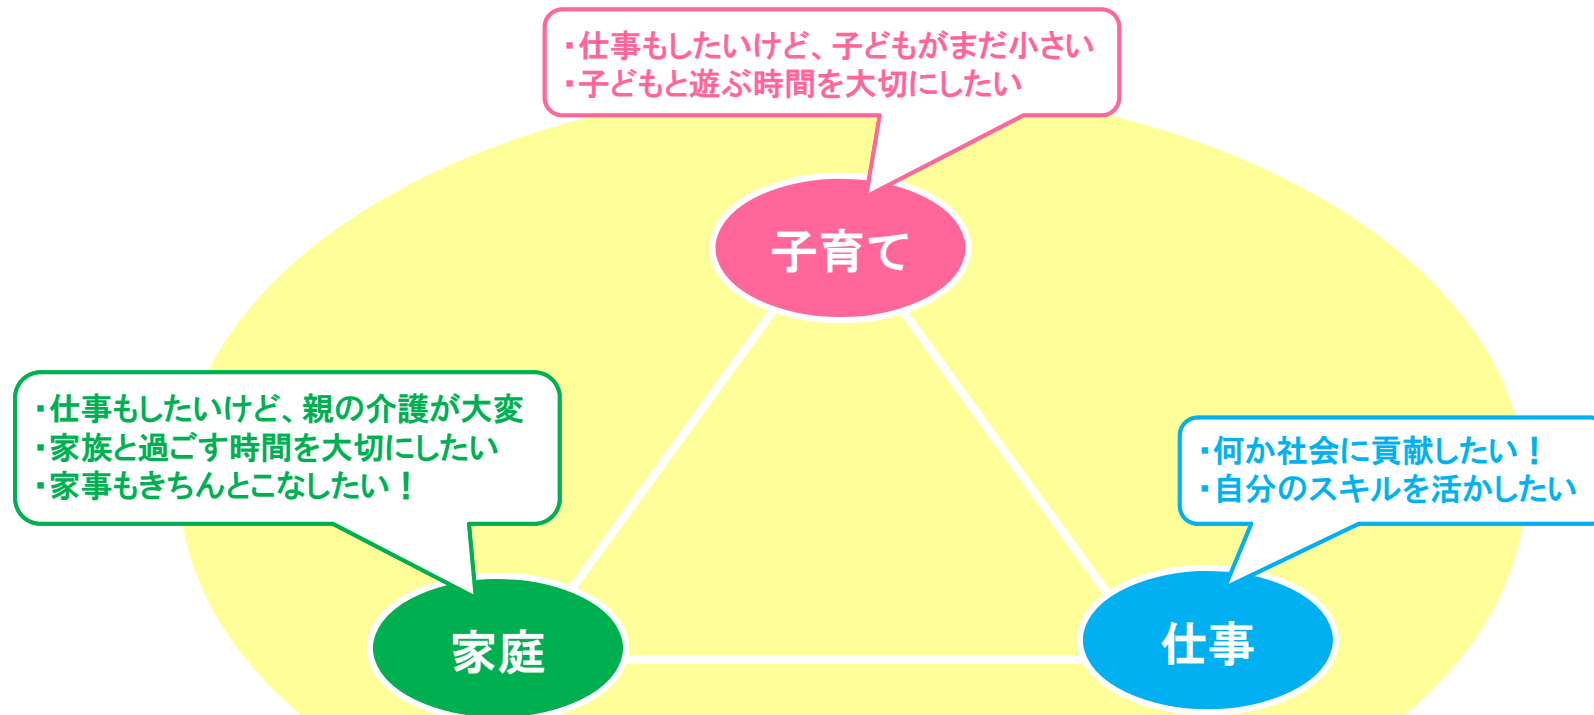 ・仕事もしたいけど、子どもがまだ小さい
・子どもと遊ぶ時間を大切にしたい
子育て
・仕事もしたいけど、親の介護が大変
・家族と過ごす時間を大切にしたい
・家事もきちんとこなしたい！
・何か社会に貢献したい！
・自分のスキルを活かしたい
家庭
仕事